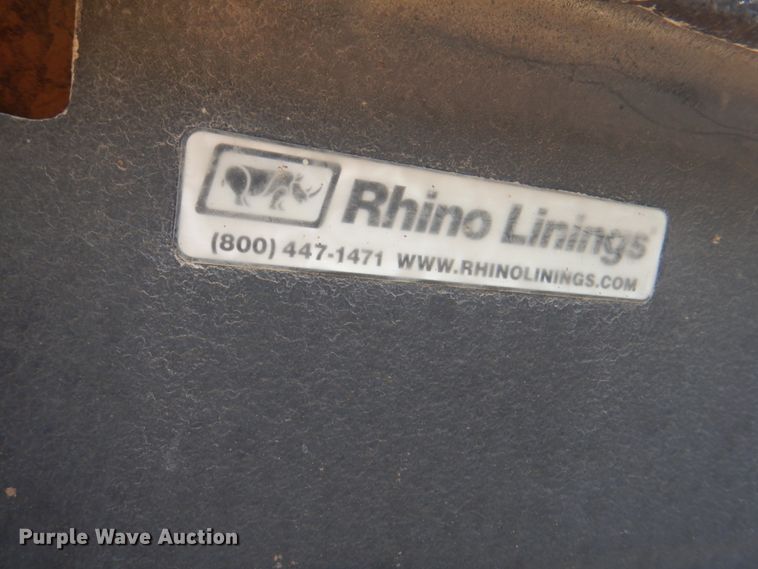 Rhino Linings
(800) 447-1471 WWW.RHINOLININGS.COM
Purple Wave Auction